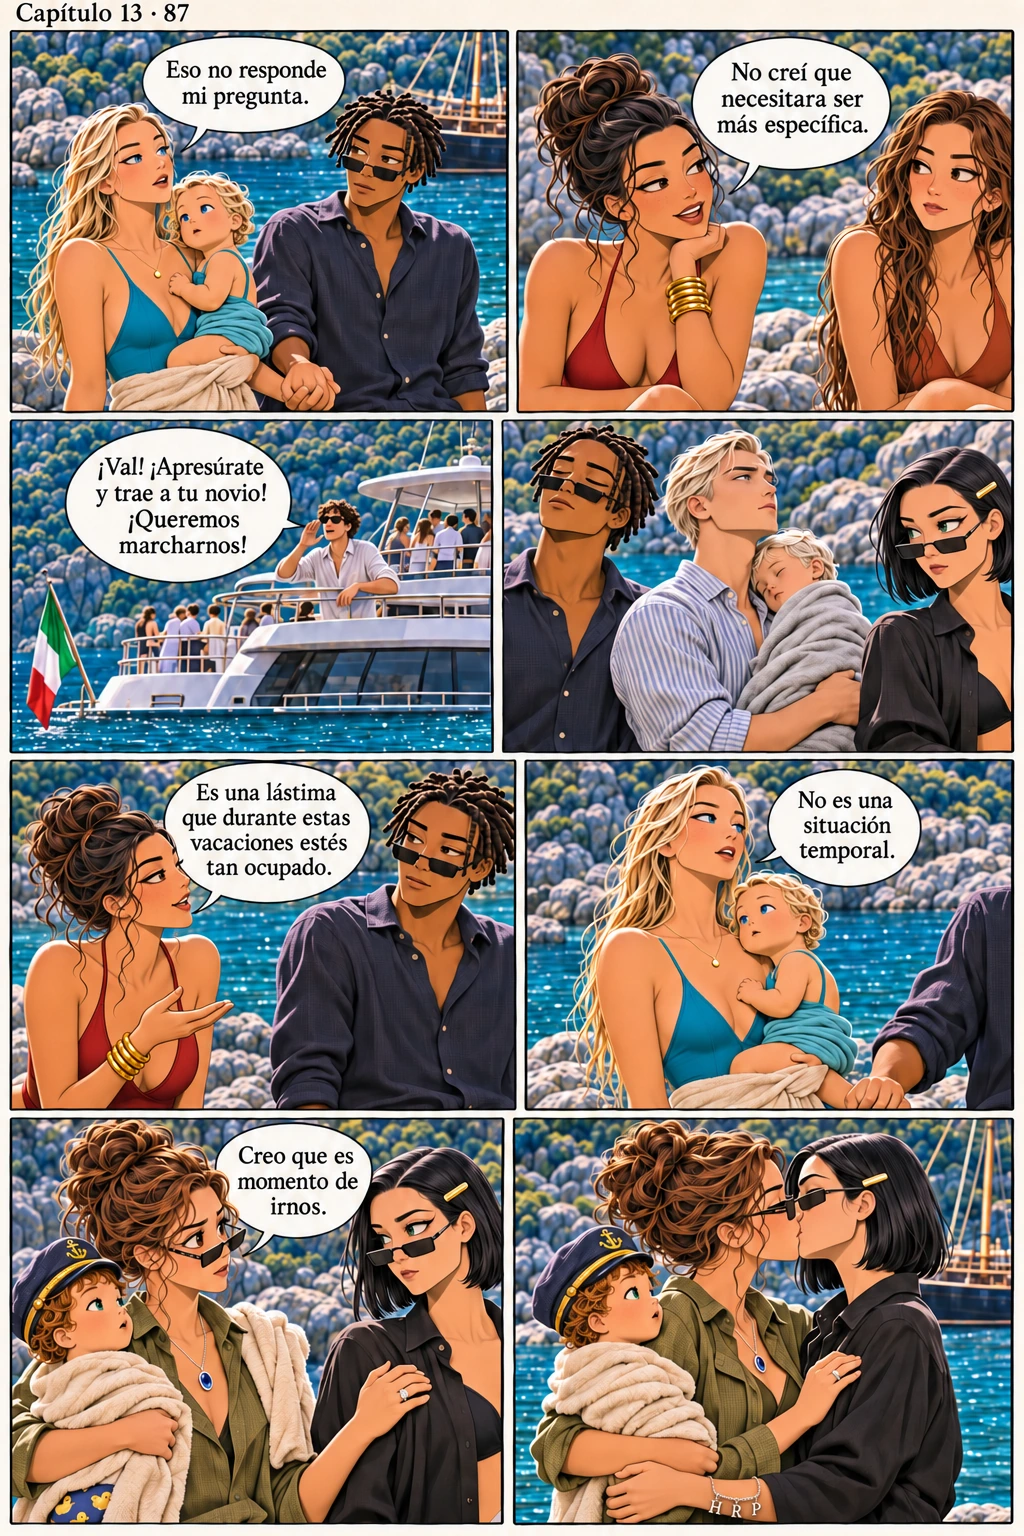 Capítulo 13 · 87
Eso no responde
mi pregunta.
No creí que
necesitara ser
más específica.
¡Val! ¡Apresúrate
y trae a tu novio!
¡Queremos
marcharnos!
Es una lástima
que durante estas
vacaciones estés
tan ocupado.
No es una
situación
temporal.
Creo que es
momento de
irnos.
H R P